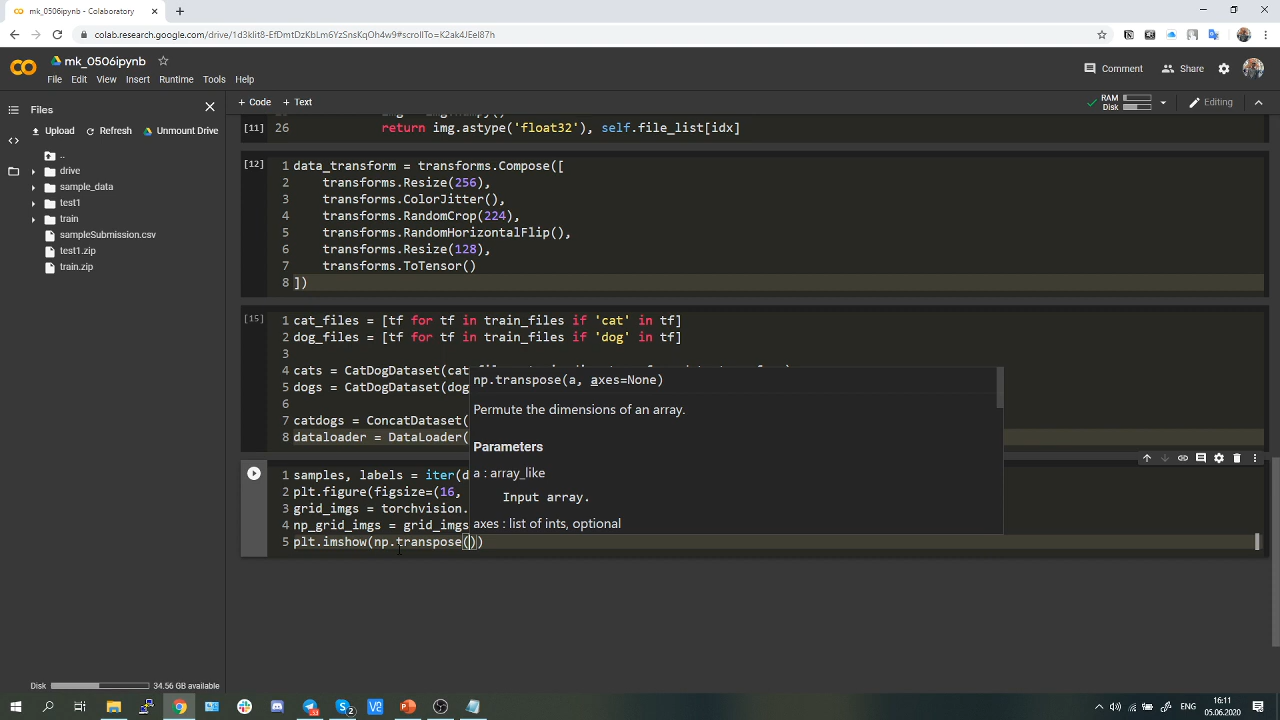 mk_0506ipynb - Colaboratory
colab.research.google.com/drive/1d3klit8-EfDmtDzKbLm6YzSnsKqOh4w9#scrollTo=K2ak4JEel87h
mk_0506ipynb
File Edit View Insert Runtime Tools Help
Comment Share
Files
+ Code + Text
RAM
Disk
Editing
Upload Refresh Unmount Drive
..
drive
sample_data
test1
train
sampleSubmission.csv
test1.zip
train.zip
[11] 26 return img.astype('float32'), self.file_list[idx]
[12] 1 data_transform = transforms.Compose([
2 transforms.Resize(256),
3 transforms.ColorJitter(),
4 transforms.RandomCrop(224),
5 transforms.RandomHorizontalFlip(),
6 transforms.Resize(128),
7 transforms.ToTensor()
8 ])
[15] 1 cat_files = [tf for tf in train_files if 'cat' in tf]
2 dog_files = [tf for tf in train_files if 'dog' in tf]
3
4 cats = CatDogDataset(cat
5 dogs = CatDogDataset(dog
6
7 catdogs = ConcatDataset(
8 dataloader = DataLoader(
np.transpose(a, axes=None)
Permute the dimensions of an array.
Parameters
a : array_like
Input array.
axes : list of ints, optional
1 samples, labels = iter(d
2 plt.figure(figsize=(16,
3 grid_imgs = torchvision.
4 np_grid_imgs = grid_imgs
5 plt.imshow(np.transpose())
Disk 34.56 GB available
16:11
ENG
05.06.2020